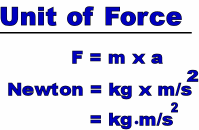 Unit of Force
F = m x a
Newton = kg x m/s²
= kg·m/s²